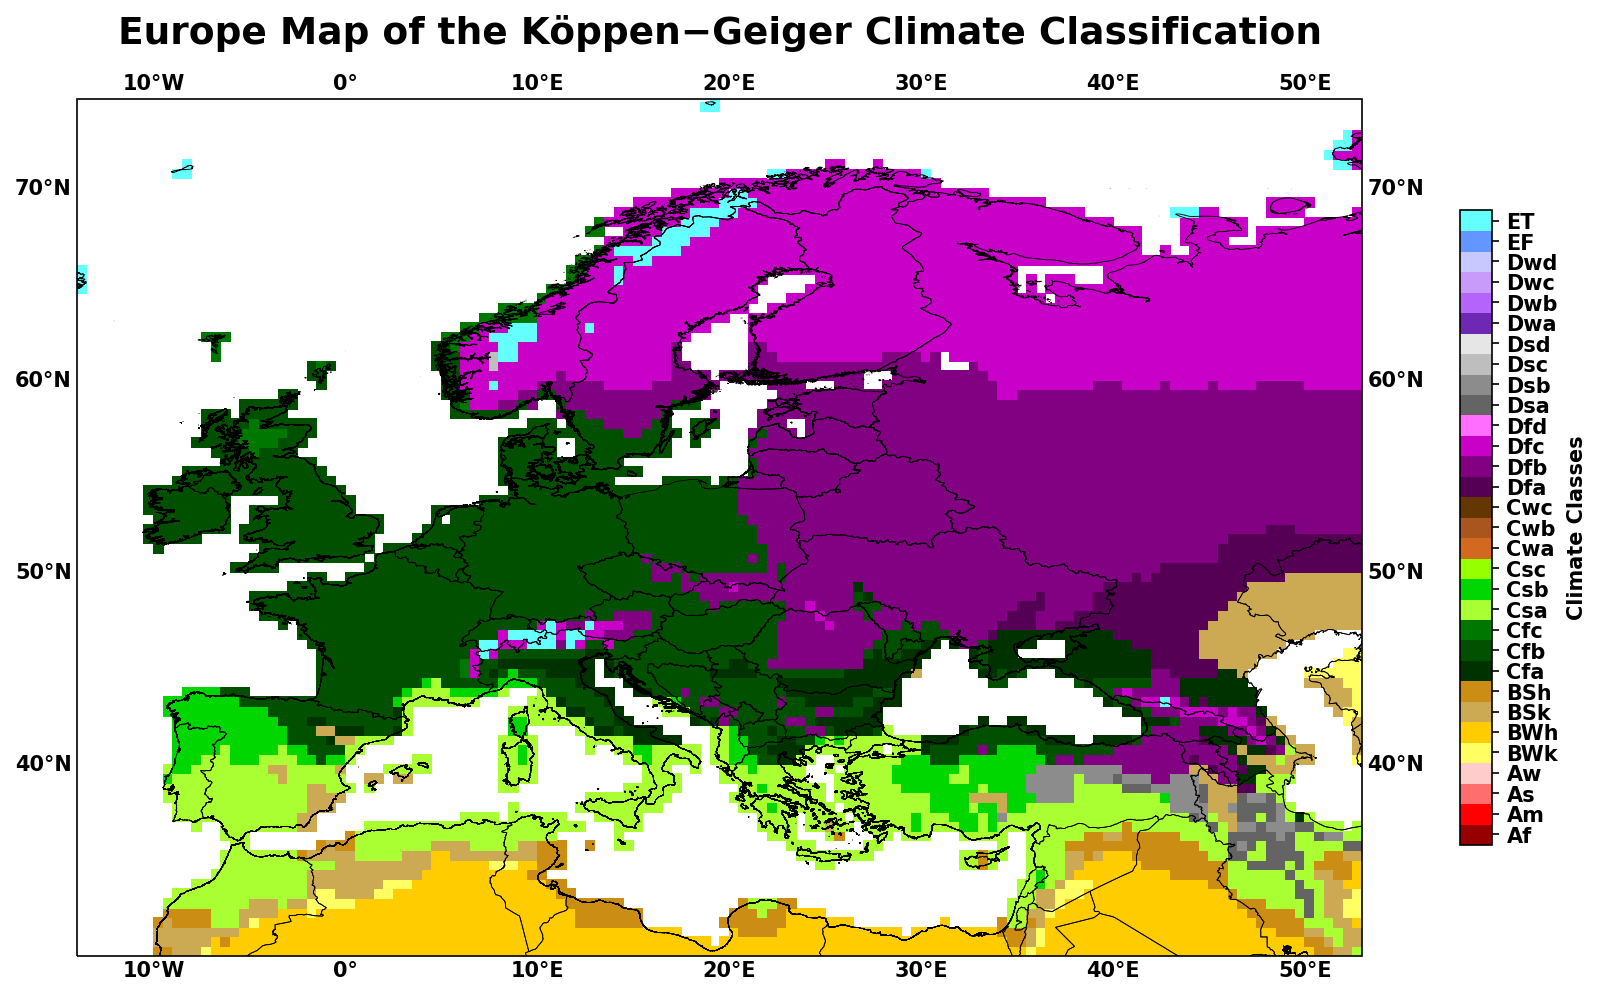 Europe Map of the Köppen−Geiger Climate Classification
10°W 0° 10°E 20°E 30°E 40°E 50°E
70°N 70°N
60°N 60°N
50°N 50°N
40°N 40°N
10°W 0° 10°E 20°E 30°E 40°E 50°E
ET
EF
Dwd
Dwc
Dwb
Dwa
Dsd
Dsc
Dsb
Dsa
Dfd
Dfc
Dfb
Dfa
Cwc
Cwb
Cwa
Csc
Csb
Csa
Cfc
Cfb
Cfa
BSh
BSk
BWh
BWk
Aw
As
Am
Af
Climate Classes